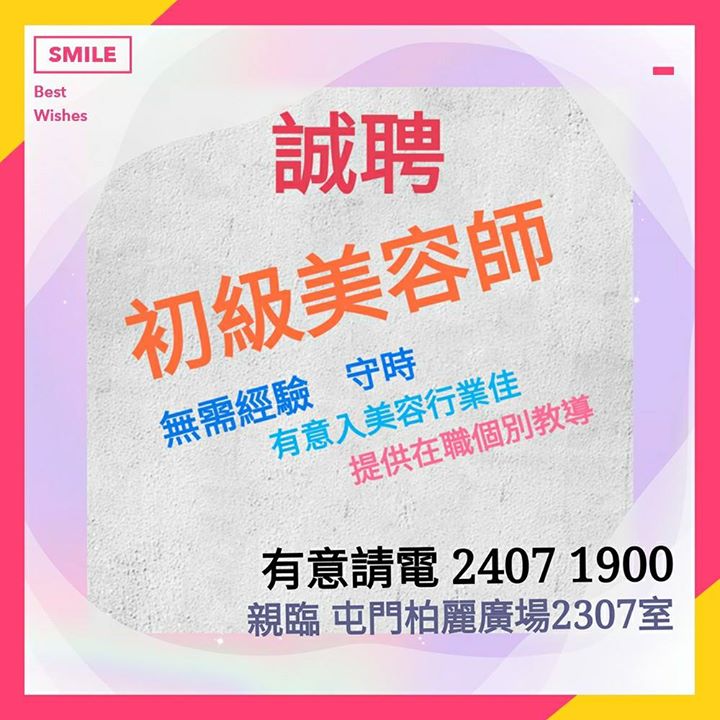 SMILE
Best
Wishes
誠聘
初級美容師
無需經驗 守時
有意入美容行業佳
提供在職個別教導
有意請電 2407 1900
親臨 屯門柏麗廣場2307室